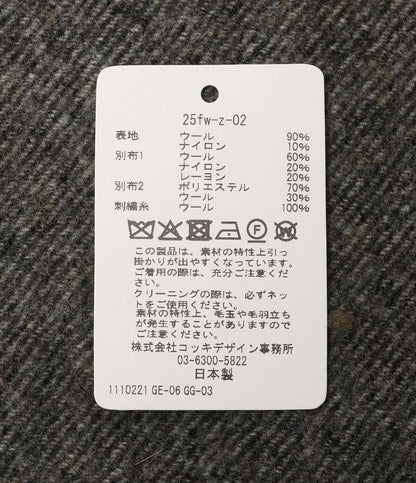 25fw-z-02
表地 ウール 90%
ナイロン 10%
別布1 ウール 60%
ナイロン 20%
レーヨン 20%
別布2 ポリエステル 70%
ウール 30%
刺繍糸 ウール 100%
この製品は、素材の特性上引っ
掛かりが出やすくなっています。
ご着用の際は、充分ご注意くださ
い。
クリーニングの際は、必ずネッ
トをご使用ください。
素材の特性上、毛玉や毛羽立ち
が発生することがありますので
ご注意ください。
株式会社コッキデザイン事務所
03-6300-5822
日本製
1110221 GE-06 GG-03